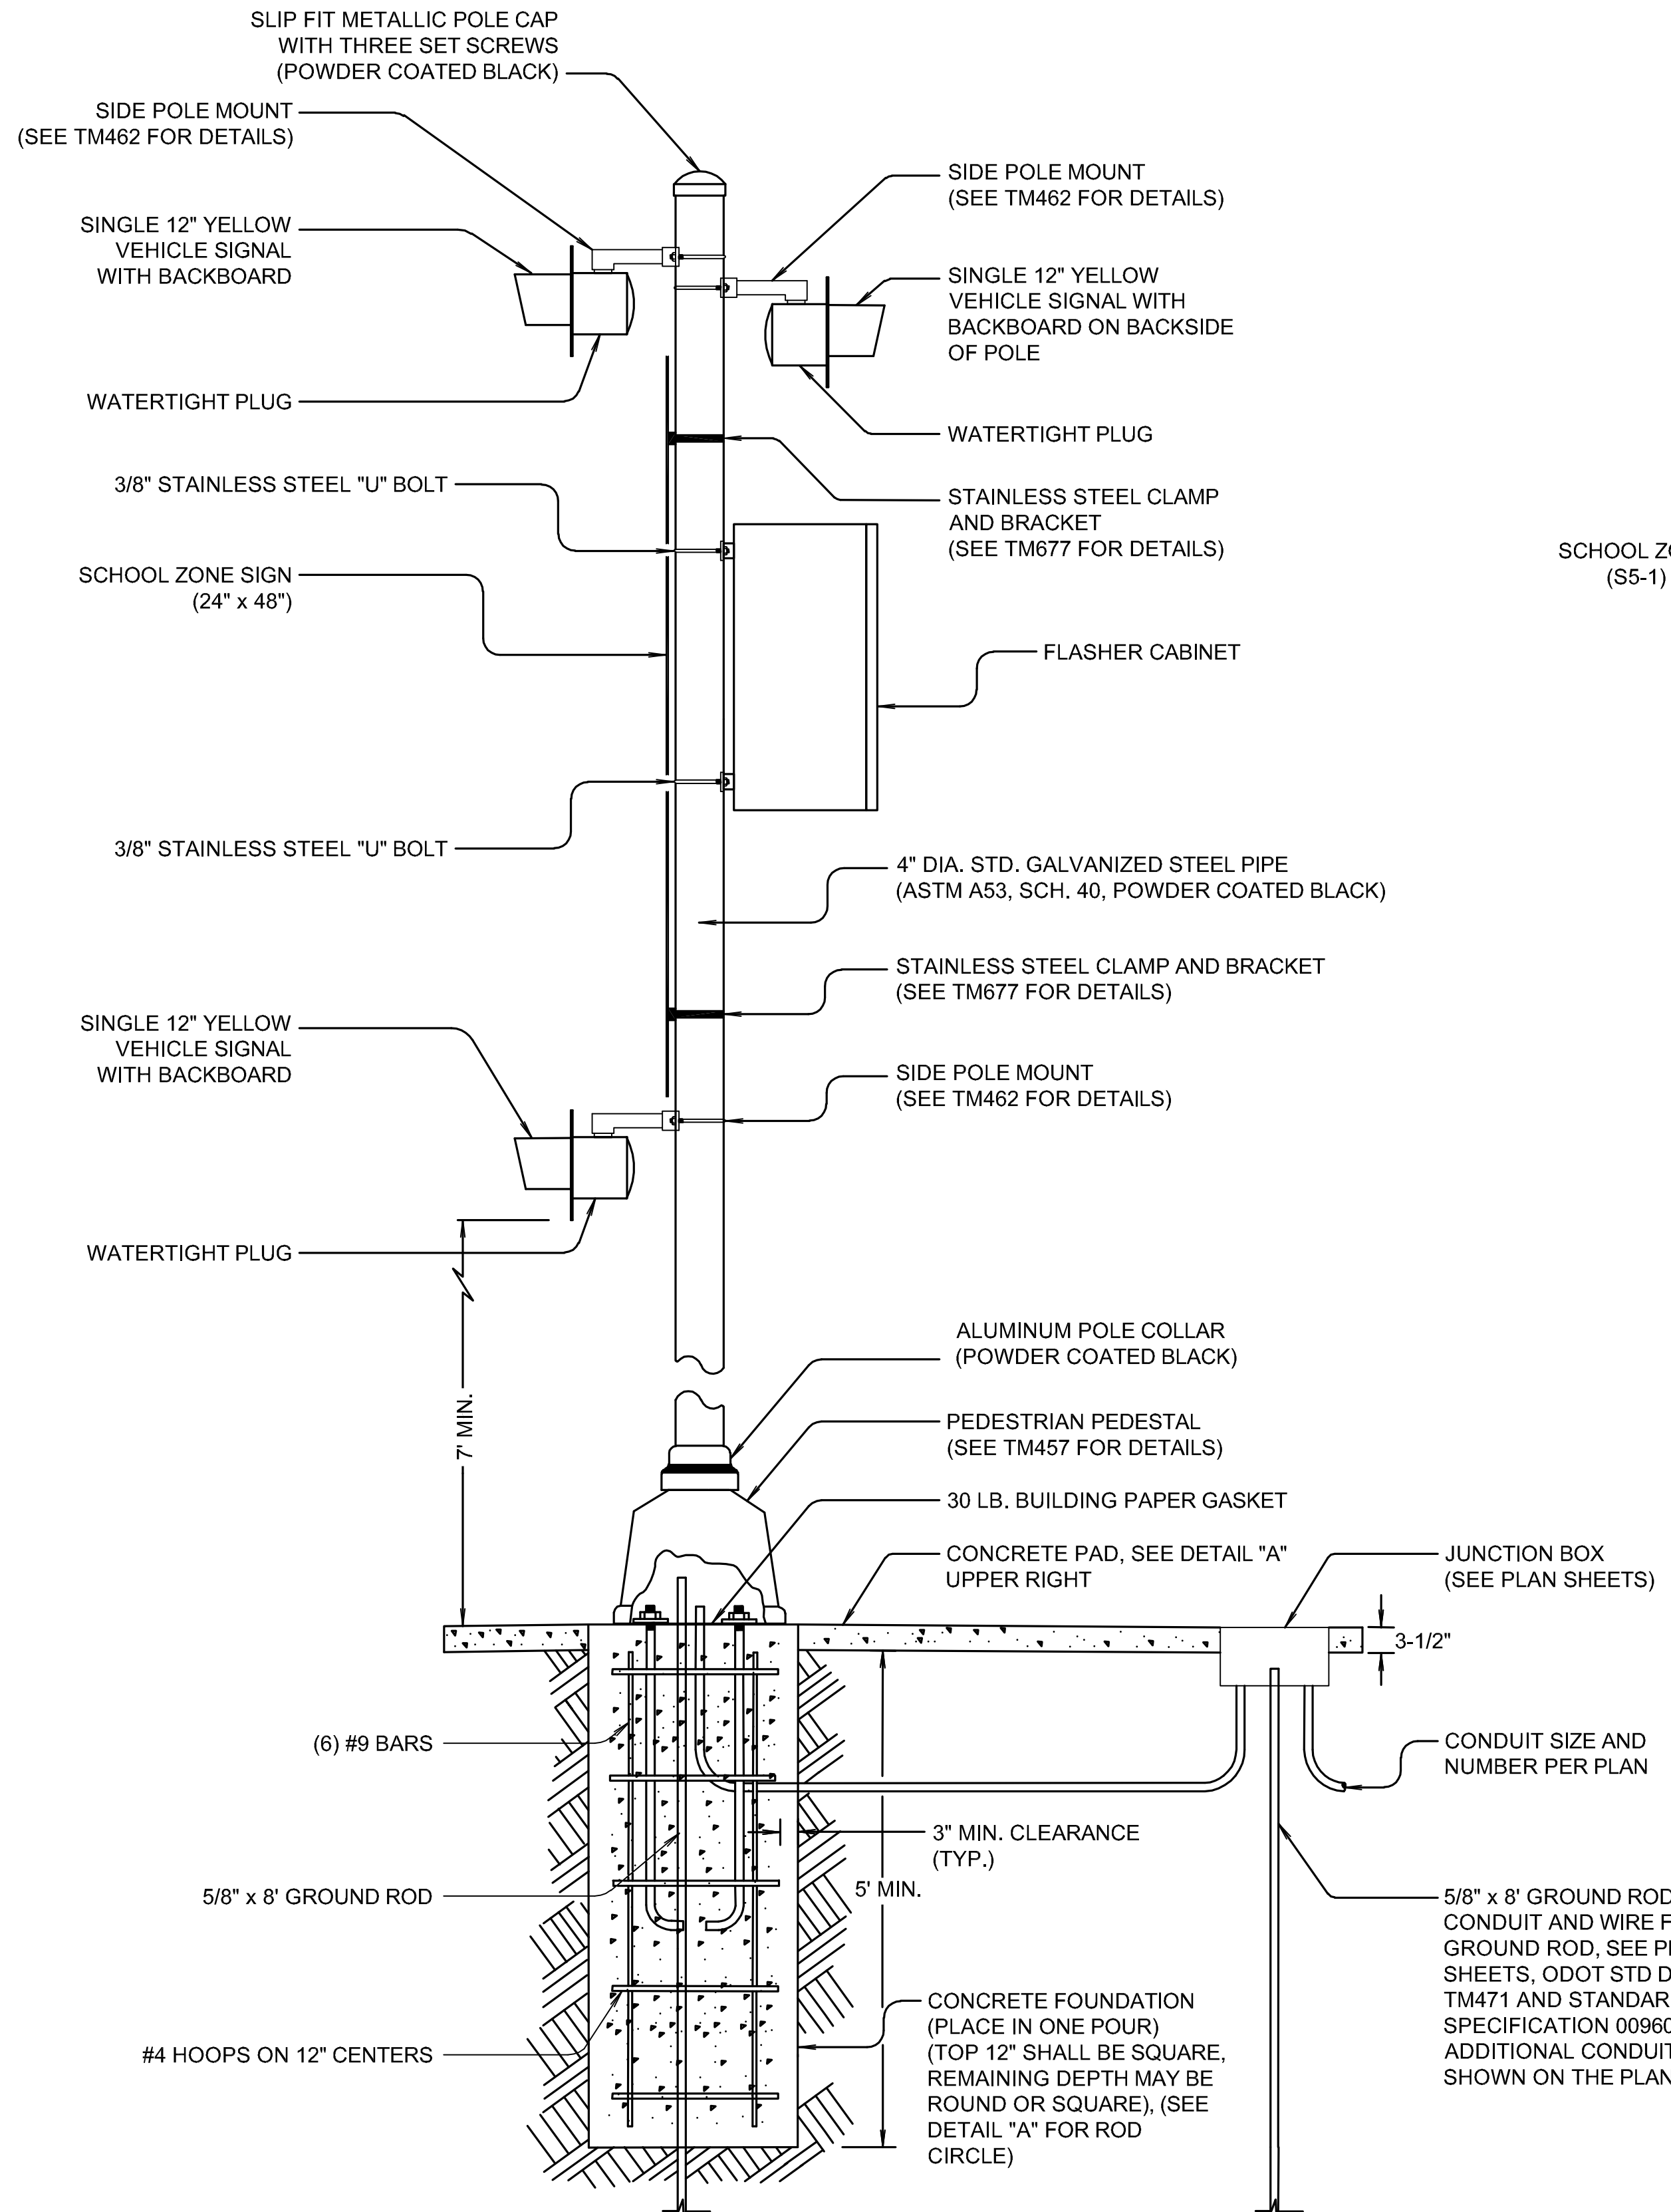 SLIP FIT METALLIC POLE CAP
WITH THREE SET SCREWS
(POWDER COATED BLACK)
SIDE POLE MOUNT
(SEE TM462 FOR DETAILS)
SINGLE 12" YELLOW
VEHICLE SIGNAL
WITH BACKBOARD
WATERTIGHT PLUG
3/8" STAINLESS STEEL "U" BOLT
SCHOOL ZONE SIGN
(24" x 48")
3/8" STAINLESS STEEL "U" BOLT
SINGLE 12" YELLOW
VEHICLE SIGNAL
WITH BACKBOARD
WATERTIGHT PLUG
7' MIN.
(6) #9 BARS
5/8" x 8' GROUND ROD
#4 HOOPS ON 12" CENTERS
SIDE POLE MOUNT
(SEE TM462 FOR DETAILS)
SINGLE 12" YELLOW
VEHICLE SIGNAL WITH
BACKBOARD ON BACKSIDE
OF POLE
WATERTIGHT PLUG
STAINLESS STEEL CLAMP
AND BRACKET
(SEE TM677 FOR DETAILS)
FLASHER CABINET
4" DIA. STD. GALVANIZED STEEL PIPE
(ASTM A53, SCH. 40, POWDER COATED BLACK)
STAINLESS STEEL CLAMP AND BRACKET
(SEE TM677 FOR DETAILS)
SIDE POLE MOUNT
(SEE TM462 FOR DETAILS)
ALUMINUM POLE COLLAR
(POWDER COATED BLACK)
PEDESTRIAN PEDESTAL
(SEE TM457 FOR DETAILS)
30 LB. BUILDING PAPER GASKET
CONCRETE PAD, SEE DETAIL "A"
UPPER RIGHT
3" MIN. CLEARANCE
(TYP.)
5' MIN.
CONCRETE FOUNDATION
(PLACE IN ONE POUR)
(TOP 12" SHALL BE SQUARE,
REMAINING DEPTH MAY BE
ROUND OR SQUARE), (SEE
DETAIL "A" FOR ROD
CIRCLE)
SCHOOL
(S5-1)
JUNCTION BOX
(SEE PLAN SHEETS)
3-1/2"
CONDUIT SIZE AND
NUMBER PER PLAN
5/8" x 8' GROUND ROD
CONDUIT AND WIRE
GROUND ROD, SEE
SHEETS, ODOT STD
TM471 AND
SPECIFICATION 00960
ADDITIONAL CONDUIT
SHOWN ON THE PLAN